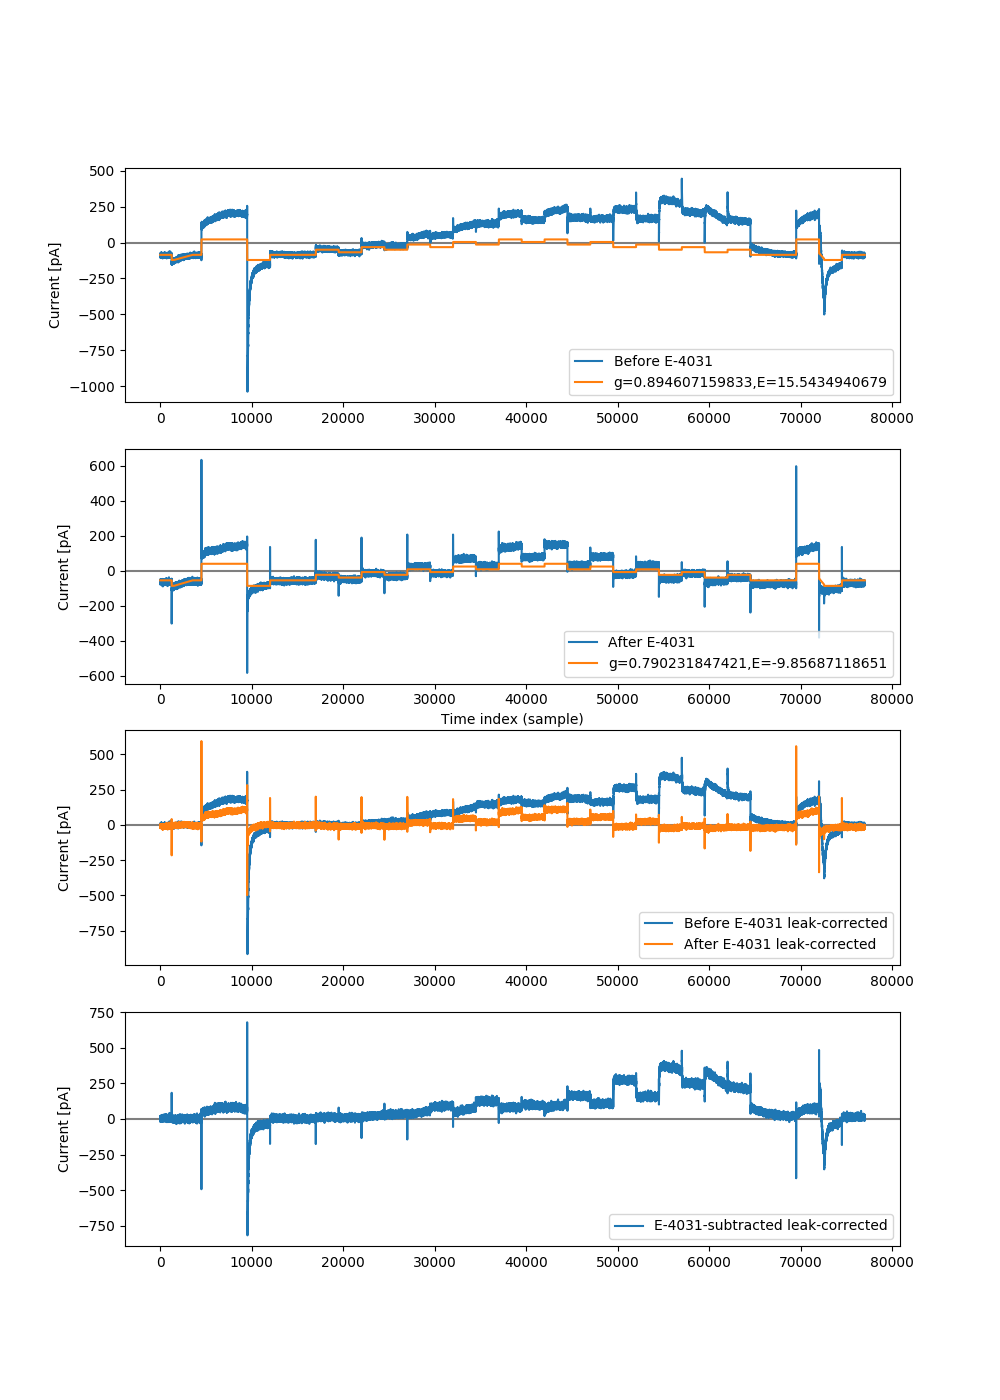 500
250
0
−250
−500
−750
−1000
Current [pA]
Before E-4031
g=0.894607159833,E=15.5434940679
0 10000 20000 30000 40000 50000 60000 70000 80000
600
400
200
0
−200
−400
−600
Current [pA]
After E-4031
g=0.790231847421,E=-9.85687118651
0 10000 20000 30000 40000 50000 60000 70000 80000
Time index (sample)
500
250
0
−250
−500
−750
Current [pA]
Before E-4031 leak-corrected
After E-4031 leak-corrected
0 10000 20000 30000 40000 50000 60000 70000 80000
750
500
250
0
−250
−500
−750
Current [pA]
E-4031-subtracted leak-corrected
0 10000 20000 30000 40000 50000 60000 70000 80000